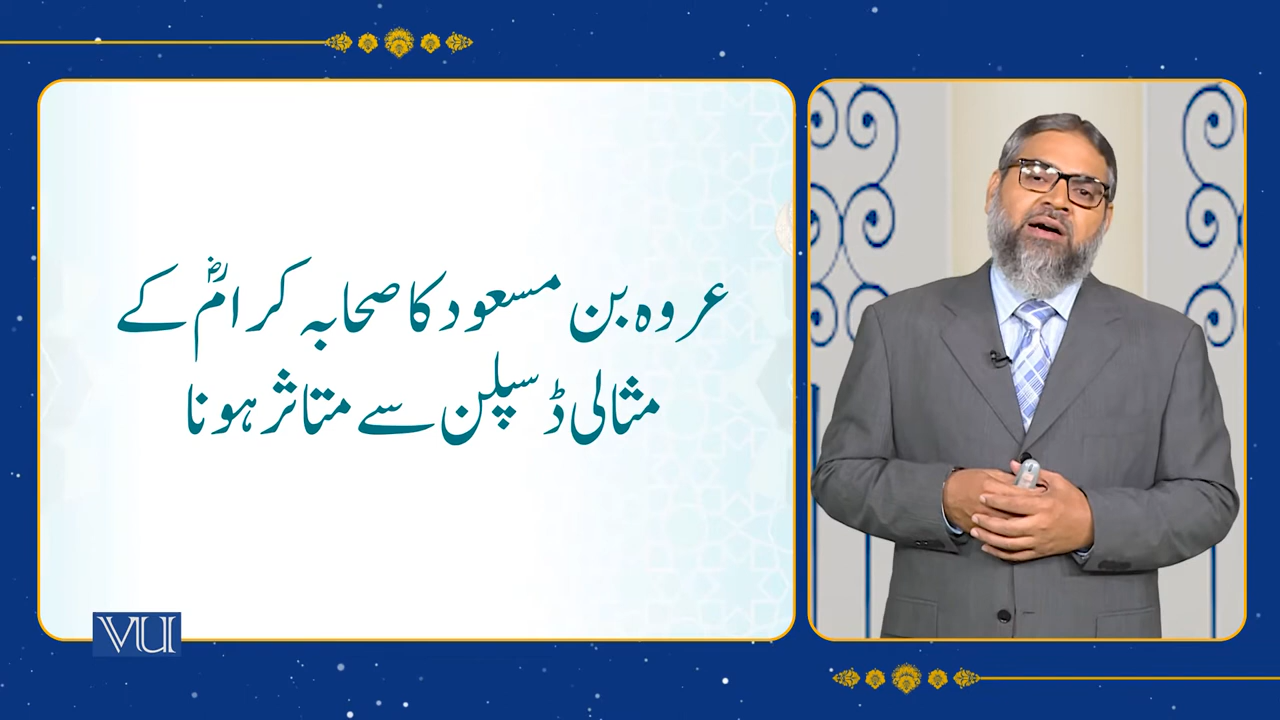 عروہ بن مسعود کا صحابہ کرامؓ کے
مثالی ڈسپلن سے متاثر ہونا
VU